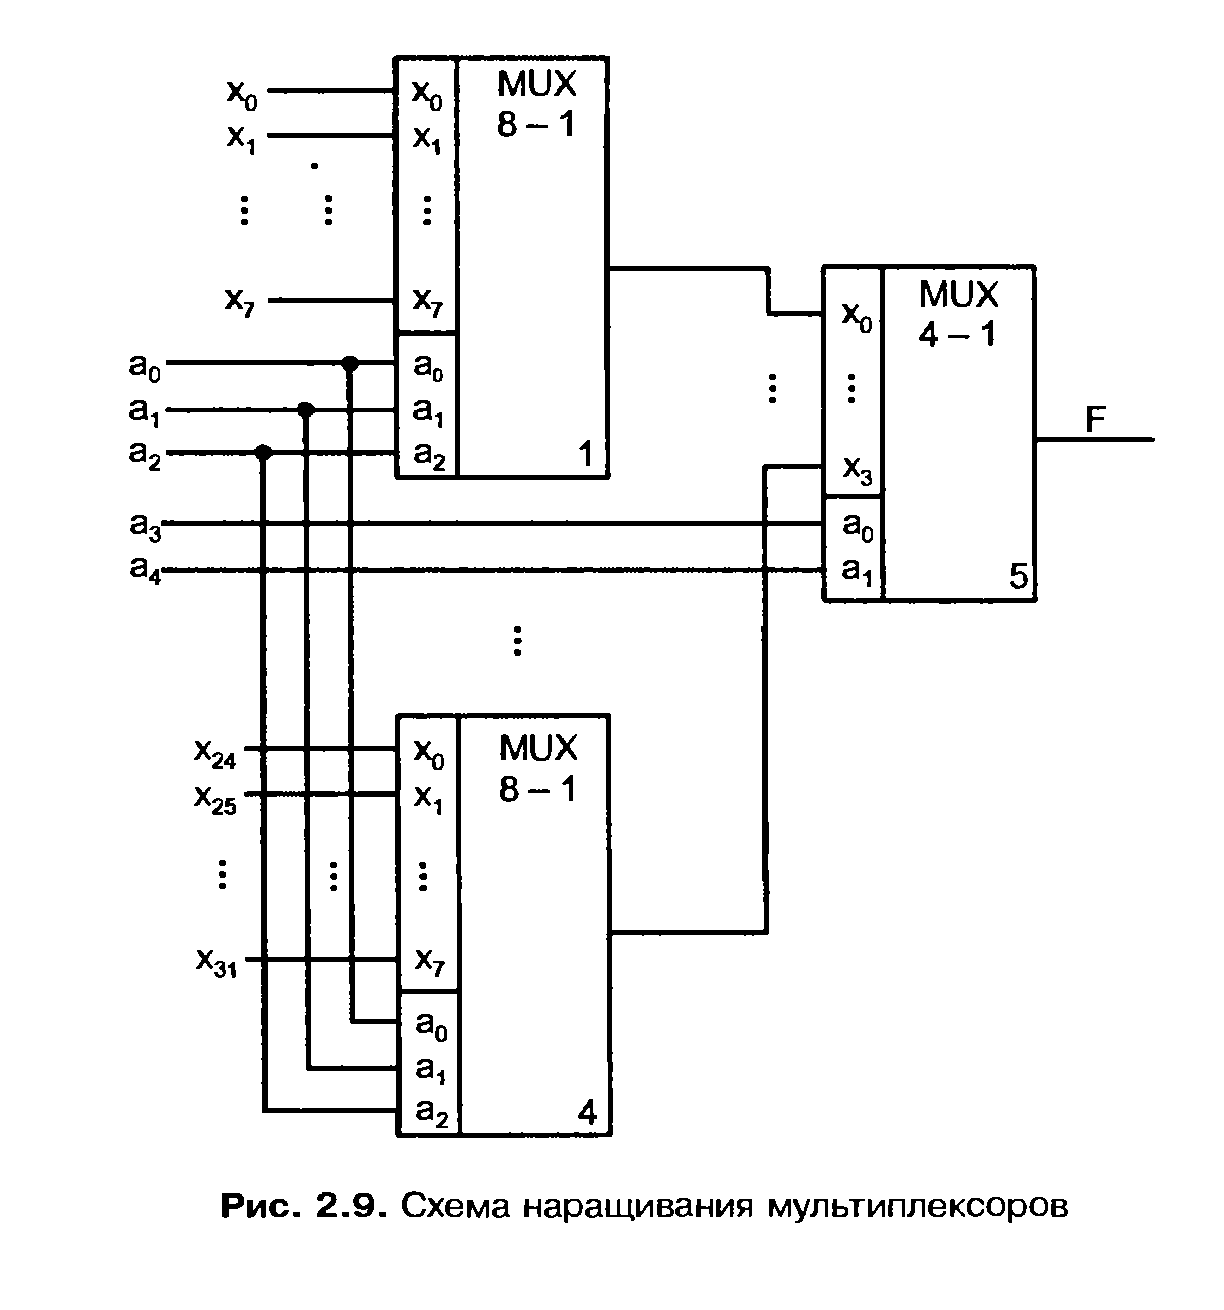 x₀ x₀ MUX
8 – 1
x₁ x₁
⋮ ⋮ ⋮
x₇ x₇
a₀ a₀
a₁ a₁
a₂ a₂ 1
x₀ MUX
4 – 1
⋮ ⋮
F
x₃
a₃ a₀
a₄ a₁ 5
⋮
x₂₄ x₀ MUX
8 – 1
x₂₅ x₁
⋮ ⋮ ⋮
x₃₁ x₇
a₀
a₁
a₂ 4
Рис. 2.9. Схема наращивания мультиплексоров